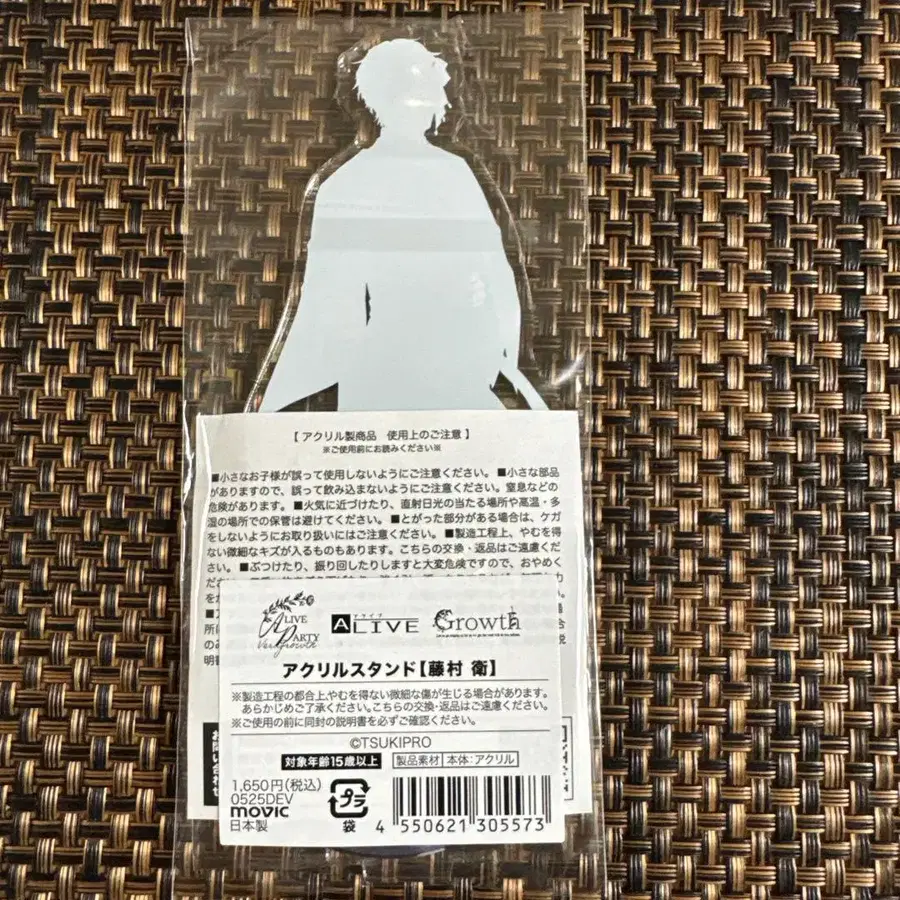 【 アクリル製商品　使用上のご注意 】
※ご使用前にお読みください※
■小さなお子様が誤って使用しないようにご注意ください。 ■小さな部品
がありますので、誤って飲み込まないようにご注意ください。窒息などの
危険があります。 ■火気に近づけたり、直射日光の当たる場所や高温・多
湿の場所での保管は避けてください。 ■とがった部分がある場合は、ケガ
をしないようにお取り扱いにはご注意ください。 ■製造工程上、やむを得
ない微細なキズが入るものもあります。こちらの交換・返品はご遠慮くだ
さい。 ■ぶつけたり、振り回したりしますと大変危険ですので、おやめく
ださい
ALIVE
PARTY
VersGrowth
アライブ
ALIVE
Growth
アクリルスタンド【藤村 衛】
※製造工程の都合上、やむを得ない微細な傷が生じる場合があります。
あらかじめご了承ください。こちらの交換・返品はご遠慮ください。
※ご使用の前に同封の説明書を必ずご確認ください。
©TSUKIPRO
対象年齢15歳以上
製品素材 本体：アクリル
1,650円(税込)
0525DEV
movic
日本製
プラ
袋
4 550621 305573
お問い合わせ